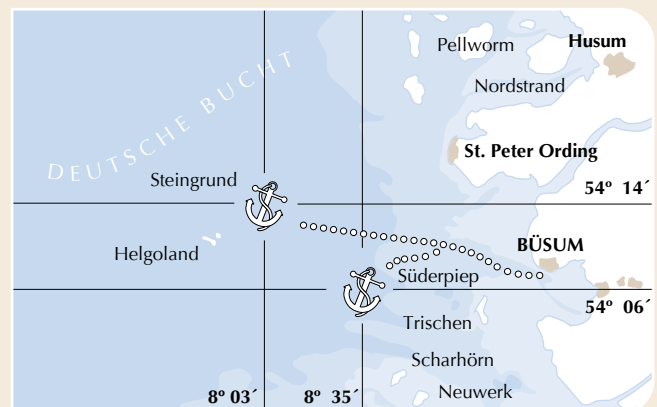 Pellworm
Husum
DEUTSCHE BUCHT
Nordstrand
St. Peter Ording
Steingrund
54º 14´
Helgoland
BÜSUM
Süderpiep
54º 06´
Trischen
Scharhörn
8º 03´
8º 35´
Neuwerk